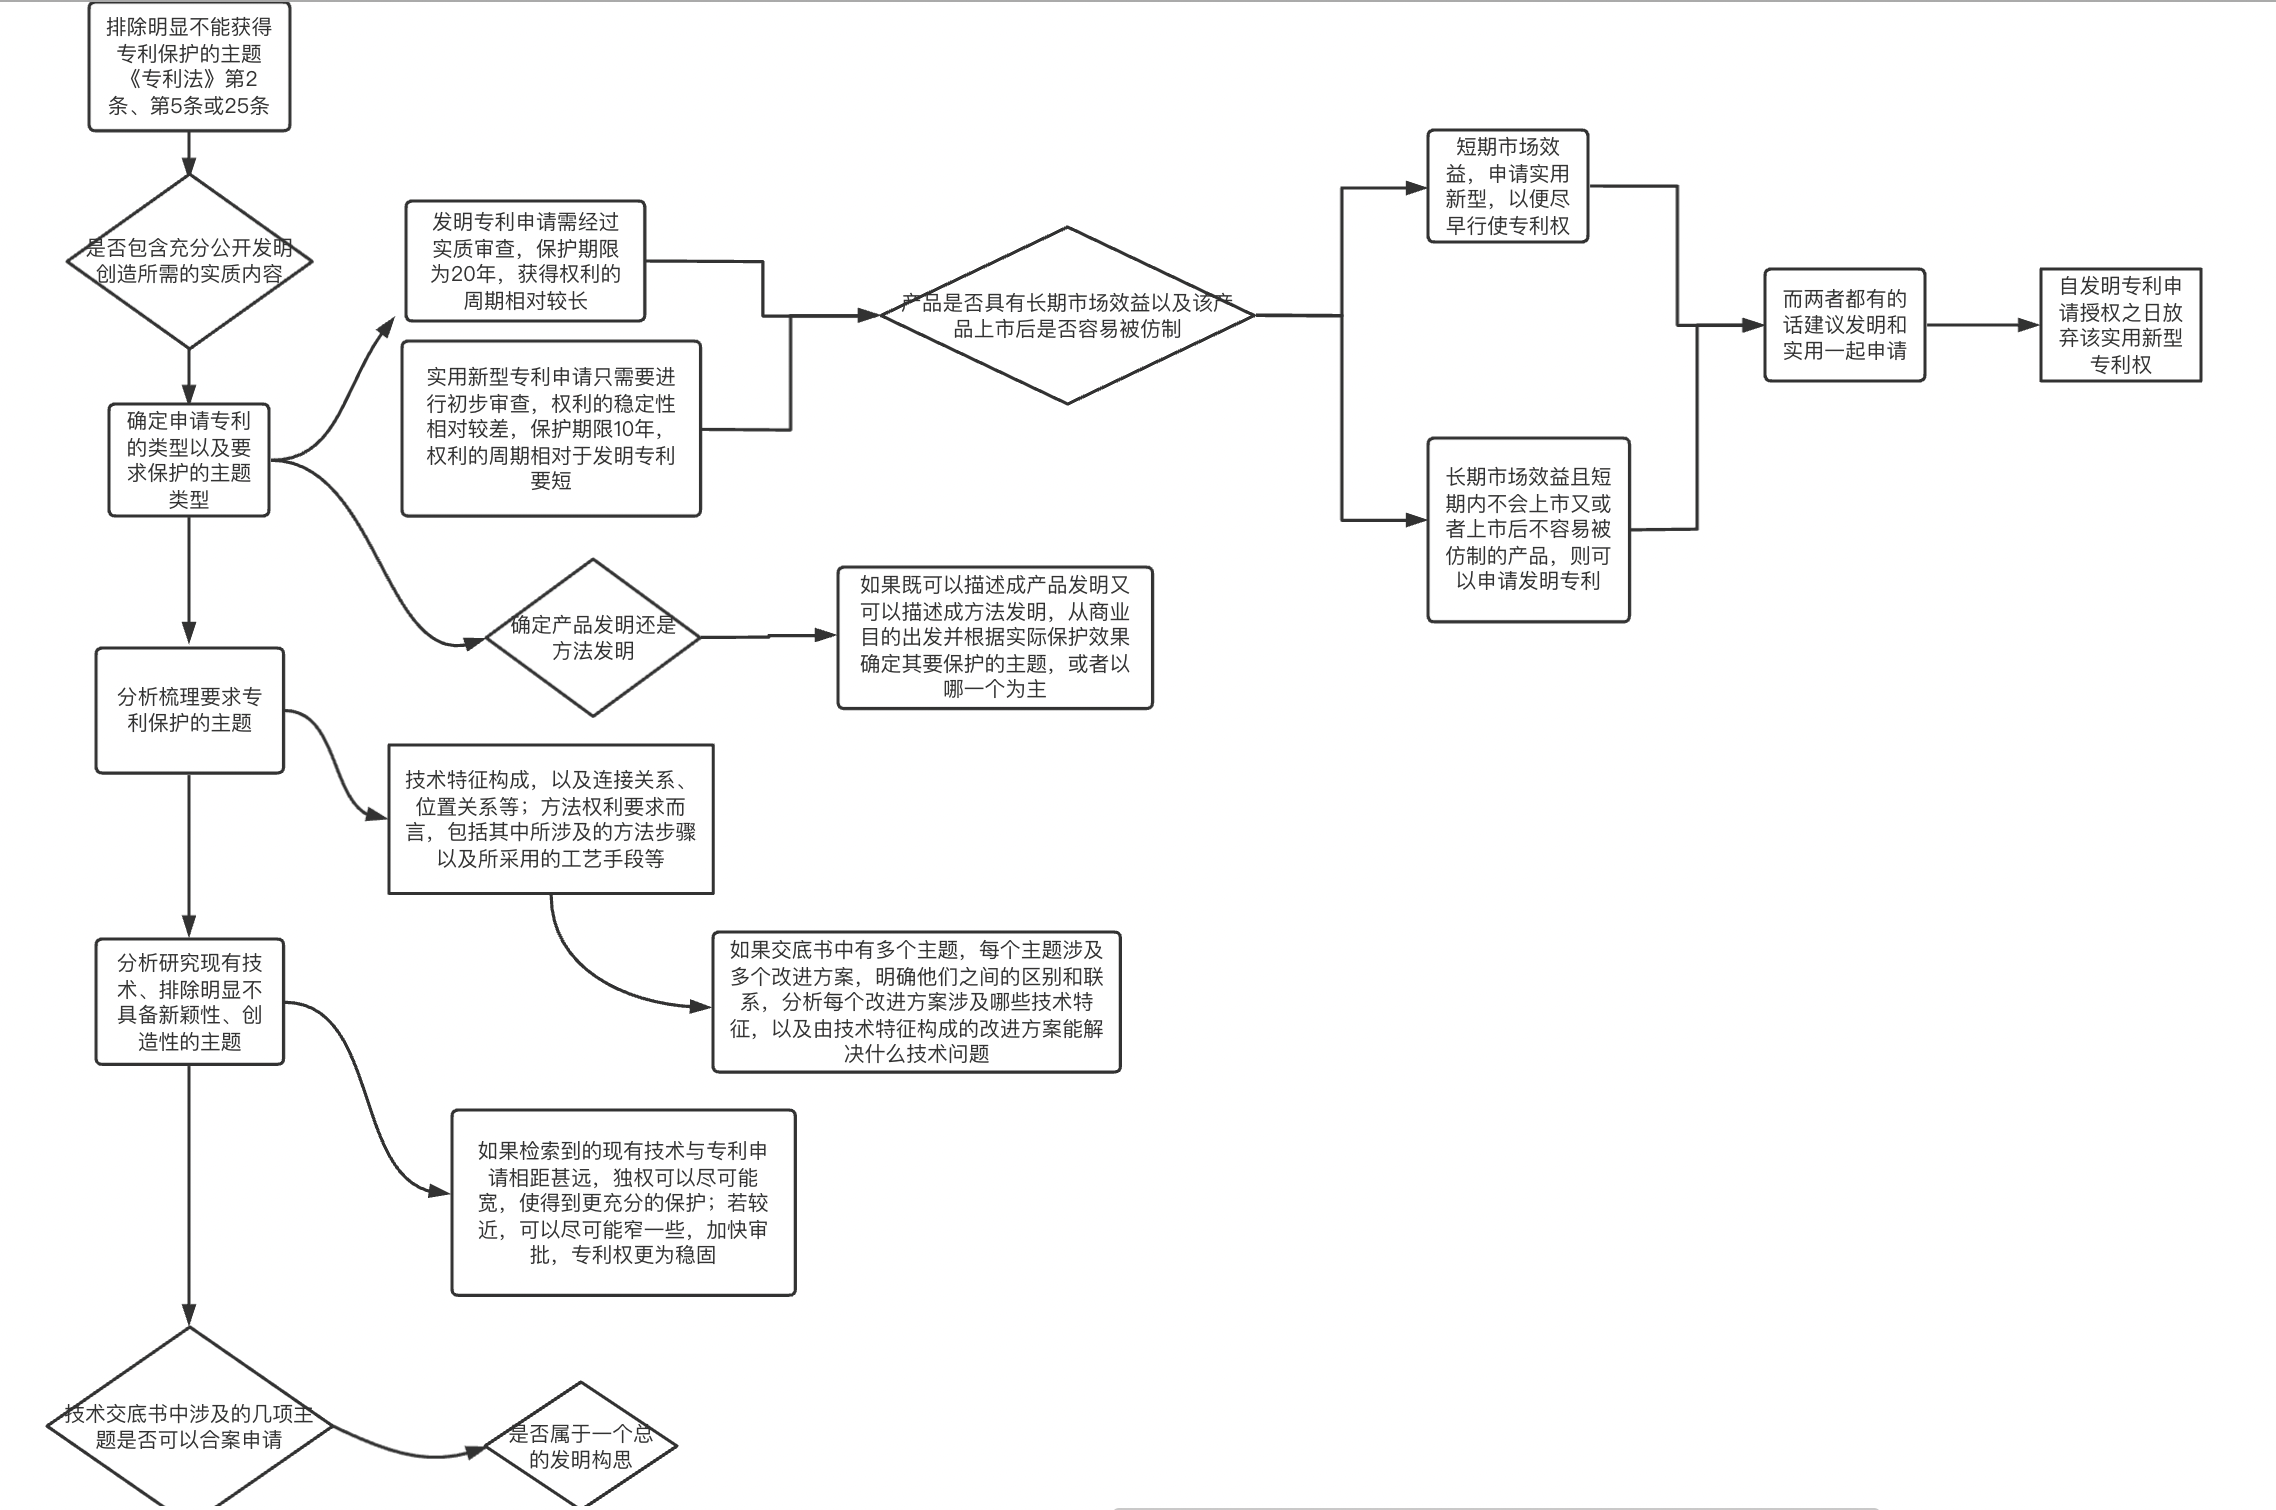 排除明显不能获得
专利保护的主题
《专利法》第2
条、第5条或25条
是否包含充分公开发明
创造所需的实质内容
确定申请专利
的类型以及要
求保护的主题
类型
发明专利申请需经过
实质审查，保护期限
为20年，获得权利的
周期相对较长
实用新型专利申请只需要进
行初步审查，权利的稳定性
相对较差，保护期限10年，
权利的周期相对于发明专利
要短
产品是否具有长期市场效益以及该产
品上市后是否容易被仿制
短期市场效
益，申请实用
新型，以便尽
早行使专利权
长期市场效益且短
期内不会上市又或
者上市后不容易被
仿制的产品，则可
以申请发明专利
而两者都有的
话建议发明和
实用一起申请
自发明专利申
请授权之日放
弃该实用新型
专利权
确定产品发明还是
方法发明
如果既可以描述成产品发明又
可以描述成方法发明，从商业
目的出发并根据实际保护效果
确定其要保护的主题，或者以
哪一个为主
分析梳理要求专
利保护的主题
技术特征构成，以及连接关系、
位置关系等；方法权利要求而
言，包括其中所涉及的方法步骤
以及所采用的工艺手段等
如果交底书中有多个主题，每个主题涉及
多个改进方案，明确他们之间的区别和联
系，分析每个改进方案涉及哪些技术特
征，以及由技术特征构成的改进方案能解
决什么技术问题
分析研究现有技
术、排除明显不
具备新颖性、创
造性的主题
如果检索到的现有技术与专利申
请相距甚远，独权可以尽可能
宽，使得到更充分的保护；若较
近，可以尽可能窄一些，加快审
批，专利权更为稳固
技术交底书中涉及的几项主
题是否可以合案申请
是否属于一个总
的发明构思